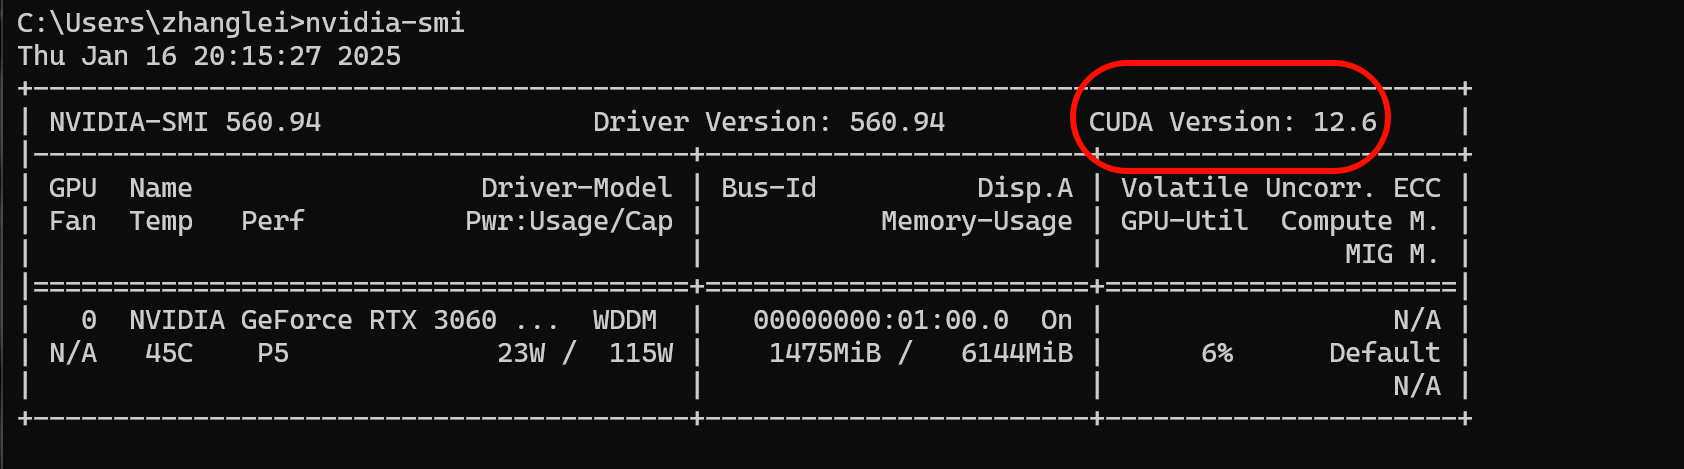 C:\Users\zhanglei>nvidia-smi
Thu Jan 16 20:15:27 2025
+-----------------------------------------------------------------------------------------+
| NVIDIA-SMI 560.94                 Driver Version: 560.94         CUDA Version: 12.6     |
|-----------------------------------------+------------------------+----------------------+
| GPU  Name                  Driver-Model | Bus-Id          Disp.A | Volatile Uncorr. ECC |
| Fan  Temp   Perf          Pwr:Usage/Cap |           Memory-Usage | GPU-Util  Compute M. |
|                                         |                        |               MIG M. |
|=========================================+========================+======================|
|   0  NVIDIA GeForce RTX 3060 ...  WDDM  |   00000000:01:00.0  On |                  N/A |
| N/A   45C    P5             23W /  115W |    1475MiB /   6144MiB |      6%      Default |
|                                         |                        |                  N/A |
+-----------------------------------------+------------------------+----------------------+